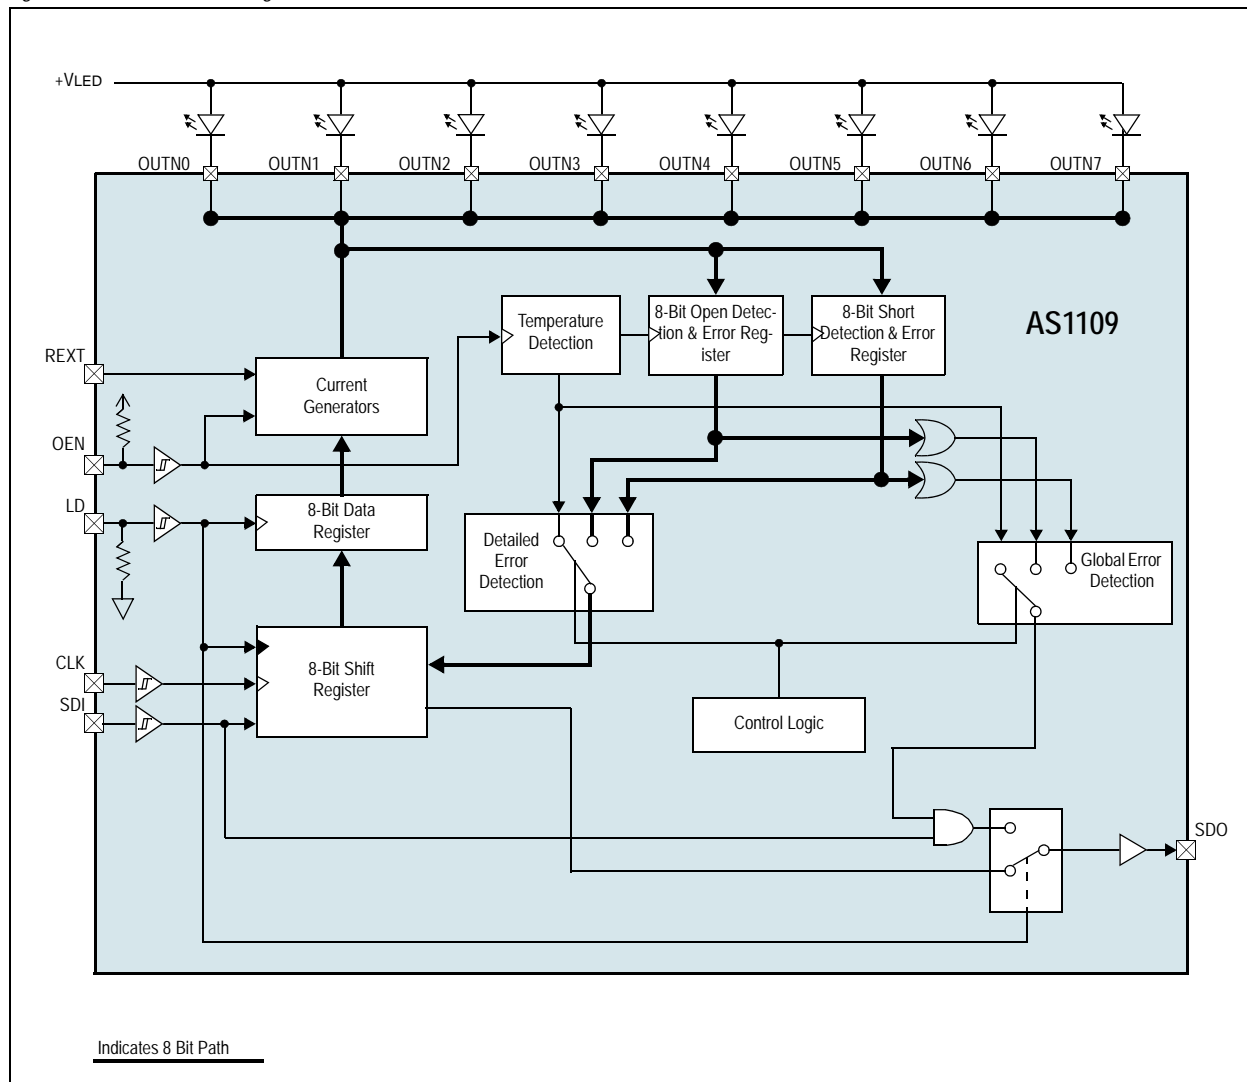 +VLED
OUTN0
OUTN1
OUTN2
OUTN3
OUTN4
OUTN5
OUTN6
OUTN7
Temperature
Detection
8-Bit Open Detec-
tion & Error Reg-
ister
8-Bit Short
Detection & Error
Register
AS1109
REXT
Current
Generators
OEN
LD
8-Bit Data
Register
Detailed
Error
Detection
Global Error
Detection
CLK
SDI
8-Bit Shift
Register
Control Logic
SDO
Indicates 8 Bit Path